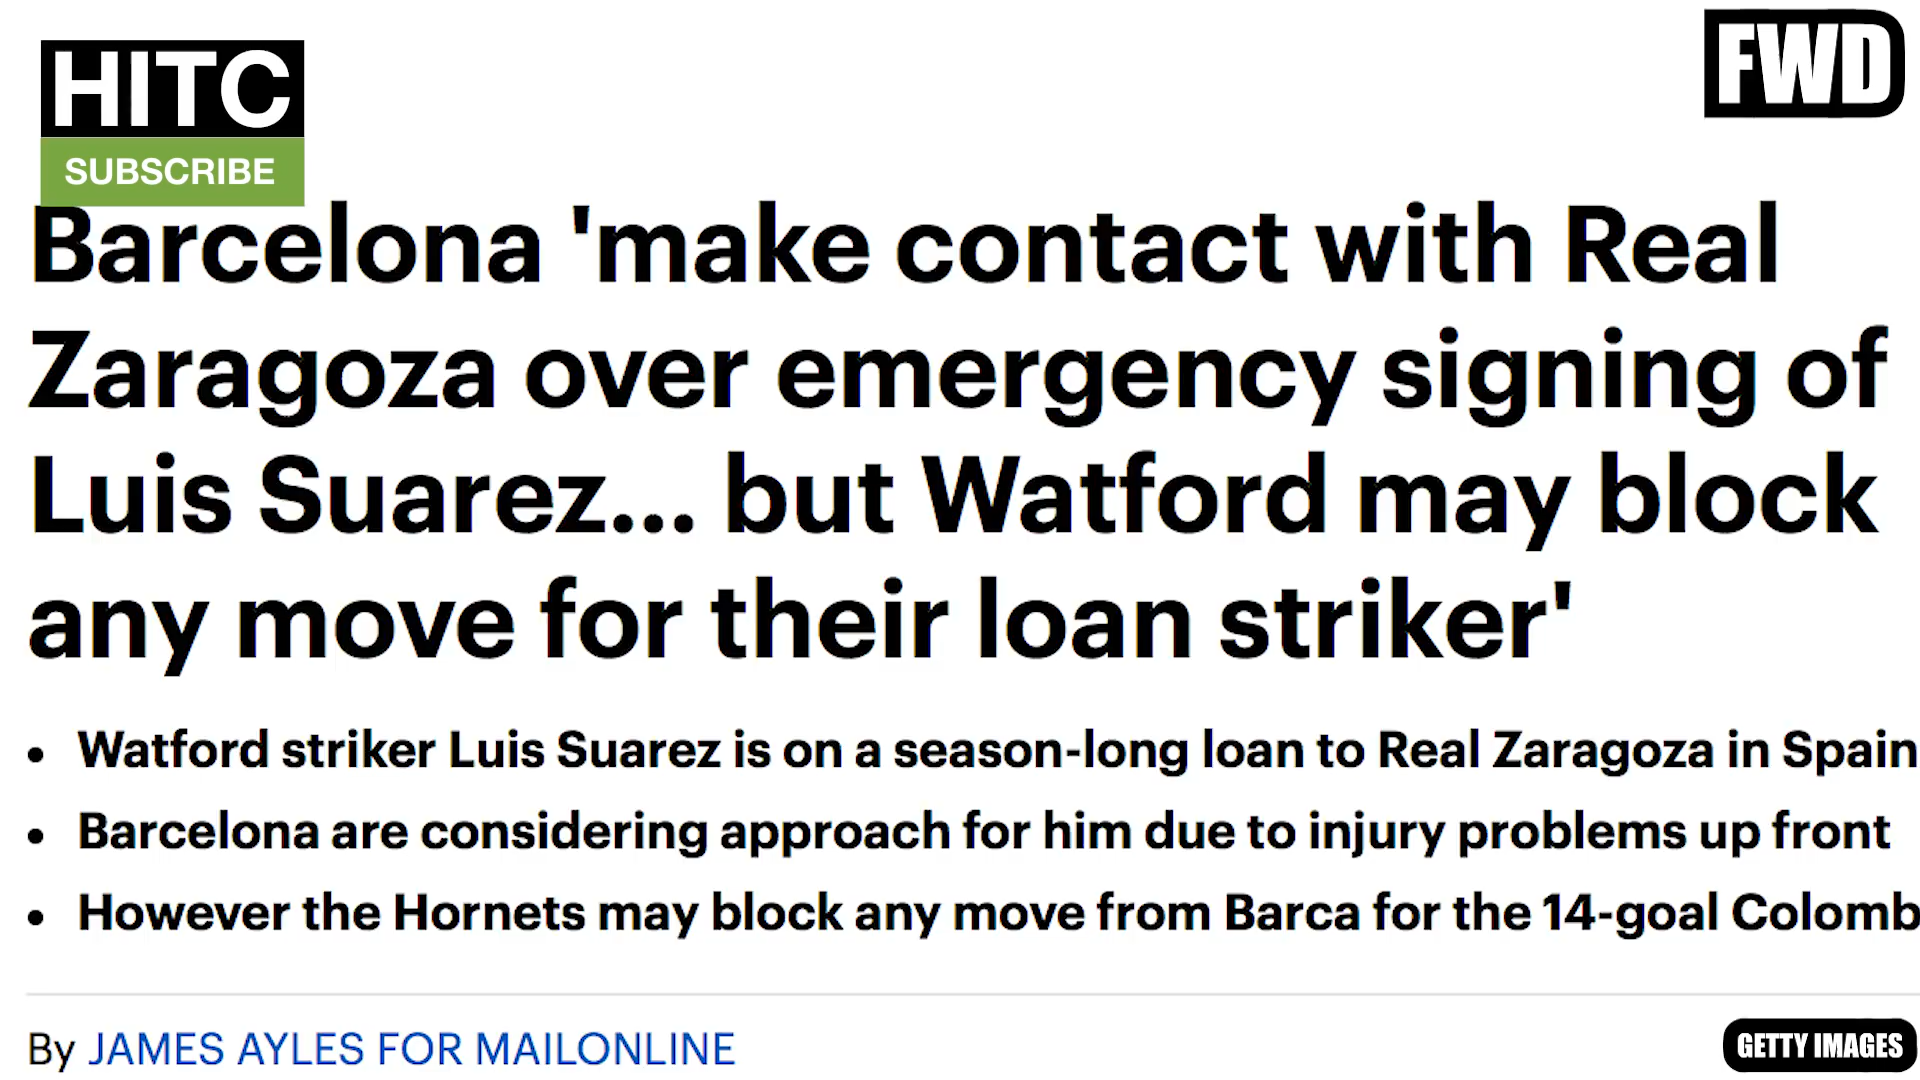 HITC
SUBSCRIBE
FWD
Barcelona 'make contact with Real
Zaragoza over emergency signing of
Luis Suarez... but Watford may block
any move for their loan striker'
• Watford striker Luis Suarez is on a season-long loan to Real Zaragoza in Spain
• Barcelona are considering approach for him due to injury problems up front
• However the Hornets may block any move from Barca for the 14-goal Colomb
By JAMES AYLES FOR MAILONLINE
GETTY IMAGES